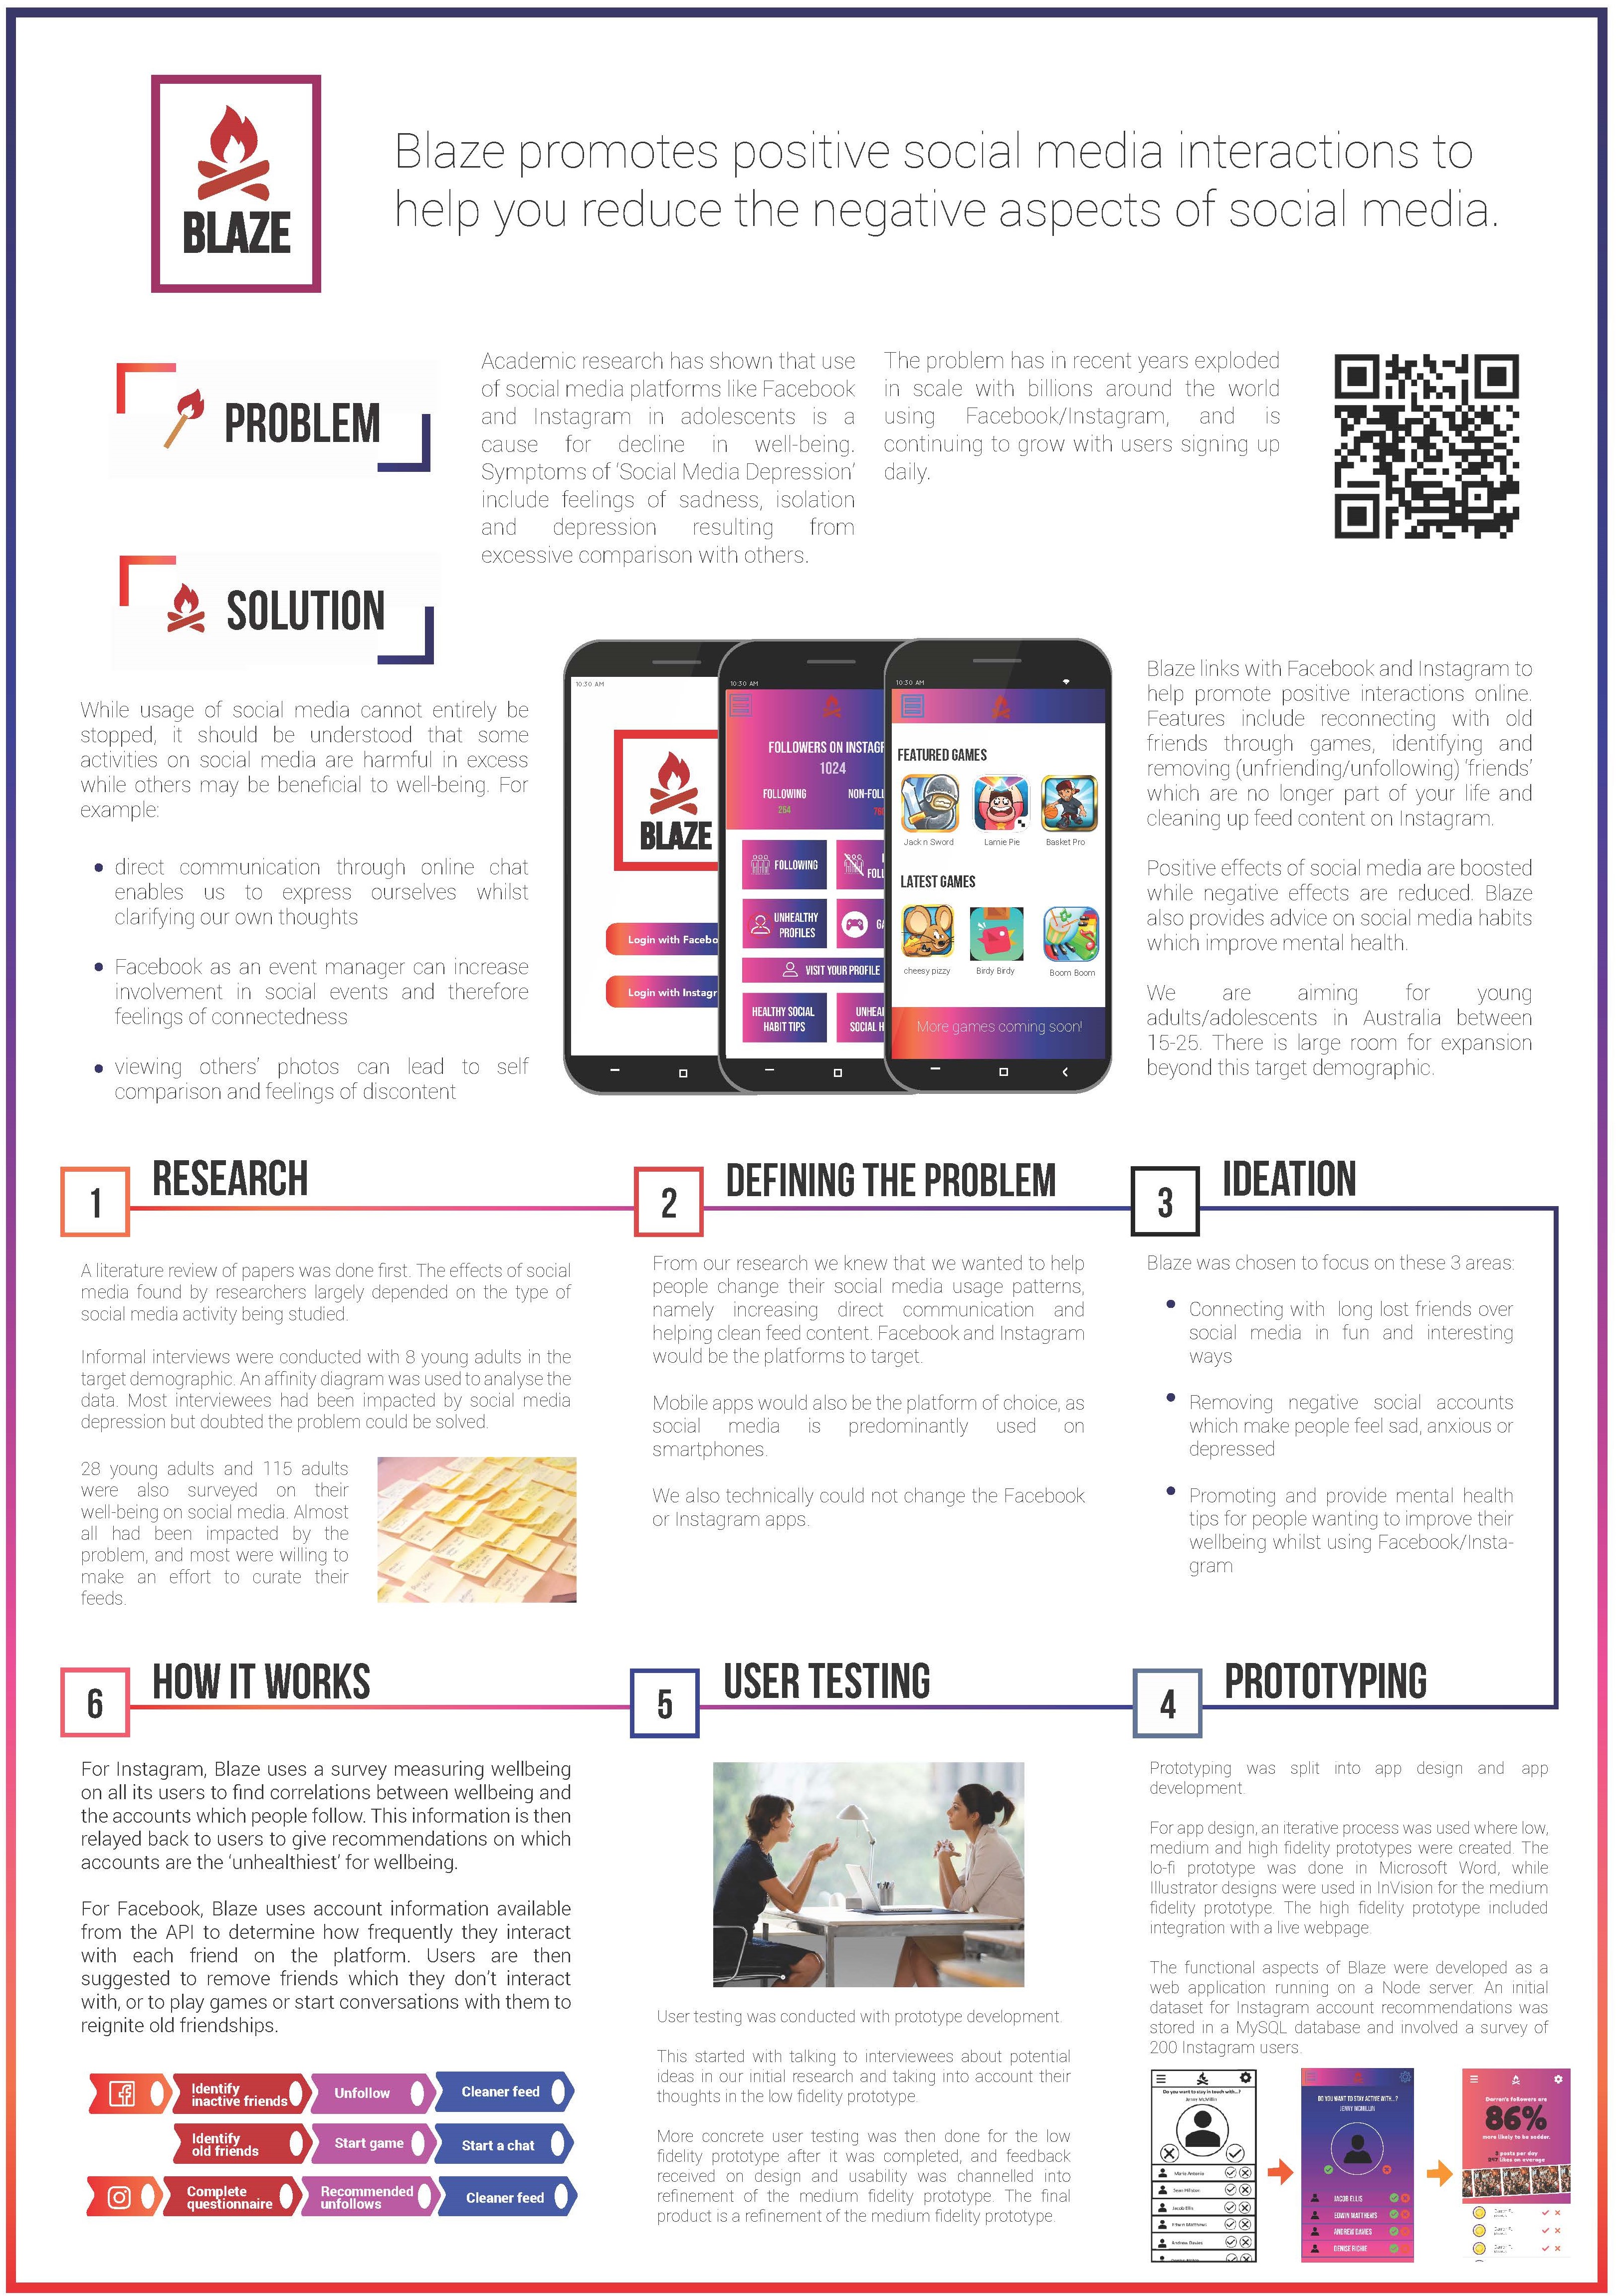 BLAZE
Blaze promotes positive social media interactions to
help you reduce the negative aspects of social media.
PROBLEM
Academic research has shown that use
of social media platforms like Facebook
and Instagram in adolescents is a
cause for decline in well-being.
Symptoms of 'Social Media Depression'
include feelings of sadness, isolation
and depression resulting from
excessive comparison with others.
The problem has in recent years exploded
in scale with billions around the world
using Facebook/Instagram, and is
continuing to grow with users signing up
daily.
SOLUTION
While usage of social media cannot entirely be
stopped, it should be understood that some
activities on social media are harmful in excess
while others may be beneficial to well-being. For
example:
• direct communication through online chat
enables us to express ourselves whilst
clarifying our own thoughts
• Facebook as an event manager can increase
involvement in social events and therefore
feelings of connectedness
• viewing others' photos can lead to self
comparison and feelings of discontent
10:30 AM
BLAZE
Login with Facebo
Login with Instagr
10:30 AM
FOLLOWERS ON INSTAGR
1024
FOLLOWING
NON-FOLL
264
76
FOLLOWING
FOLL
UNHEALTHY
PROFILES
GA
VISIT YOUR PROFILE
HEALTHY SOCIAL
HABIT TIPS
UNHEAL
SOCIAL H
10:30 AM
FEATURED GAMES
Jack n Sword
Lamie Pie
Basket Pro
LATEST GAMES
cheesy pizzy
Birdy Birdy
Boom Boom
More games coming soon!
Blaze links with Facebook and Instagram to
help promote positive interactions online.
Features include reconnecting with old
friends through games, identifying and
removing (unfriending/unfollowing) 'friends'
which are no longer part of your life and
cleaning up feed content on Instagram.
Positive effects of social media are boosted
while negative effects are reduced. Blaze
also provides advice on social media habits
which improve mental health.
We are aiming for young
adults/adolescents in Australia between
15-25. There is large room for expansion
beyond this target demographic.
1
RESEARCH
A literature review of papers was done first. The effects of social
media found by researchers largely depended on the type of
social media activity being studied.
Informal interviews were conducted with 8 young adults in the
target demographic. An affinity diagram was used to analyse the
data. Most interviewees had been impacted by social media
depression but doubted the problem could be solved.
28 young adults and 115 adults
were also surveyed on their
well-being on social media. Almost
all had been impacted by the
problem, and most were willing to
make an effort to curate their
feeds.
2
DEFINING THE PROBLEM
From our research we knew that we wanted to help
people change their social media usage patterns,
namely increasing direct communication and
helping clean feed content. Facebook and Instagram
would be the platforms to target.
Mobile apps would also be the platform of choice, as
social media is predominantly used on
smartphones.
We also technically could not change the Facebook
or Instagram apps.
3
IDEATION
Blaze was chosen to focus on these 3 areas:
• Connecting with long lost friends over
social media in fun and interesting
ways
• Removing negative social accounts
which make people feel sad, anxious or
depressed
• Promoting and provide mental health
tips for people wanting to improve their
wellbeing whilst using Facebook/Insta-
gram
4
PROTOTYPING
Prototyping was split into app design and app
development.
For app design, an iterative process was used where low,
medium and high fidelity prototypes were created. The
lo-fi prototype was done in Microsoft Word, while
Illustrator designs were used in InVision for the medium
fidelity prototype. The high fidelity prototype included
integration with a live webpage.
The functional aspects of Blaze were developed as a
web application running on a Node server. An initial
dataset for Instagram account recommendations was
stored in a MySQL database and involved a survey of
200 Instagram users.
Do you want to stay in touch with...?
Jenny McMillin
Maria Antonia
Sean Milston
Jacob Ellis
Andrew Davies
DO YOU WANT TO STAY ACTIVE WITH...?
JENNY MCMILLIN
JACOB ELLIS
EDWIN MATTHEWS
ANDREW DAVIES
DENISE RICHIE
Darren's followers are
86%
more likely to be sadder.
posts per day
likes on average
5
USER TESTING
User testing was conducted with prototype development.
This started with talking to interviewees about potential
ideas in our initial research and taking into account their
thoughts in the low fidelity prototype.
More concrete user testing was then done for the low
fidelity prototype after it was completed, and feedback
received on design and usability was channelled into
refinement of the medium fidelity prototype. The final
product is a refinement of the medium fidelity prototype.
6
HOW IT WORKS
For Instagram, Blaze uses a survey measuring wellbeing
on all its users to find correlations between wellbeing and
the accounts which people follow. This information is then
relayed back to users to give recommendations on which
accounts are the 'unhealthiest' for wellbeing.
For Facebook, Blaze uses account information available
from the API to determine how frequently they interact
with each friend on the platform. Users are then
suggested to remove friends which they don't interact
with, or to play games or start conversations with them to
reignite old friendships.
Identify
inactive friends
Unfollow
Cleaner feed
Identify
old friends
Start game
Start a chat
Complete
questionnaire
Recommended
unfollows
Cleaner feed